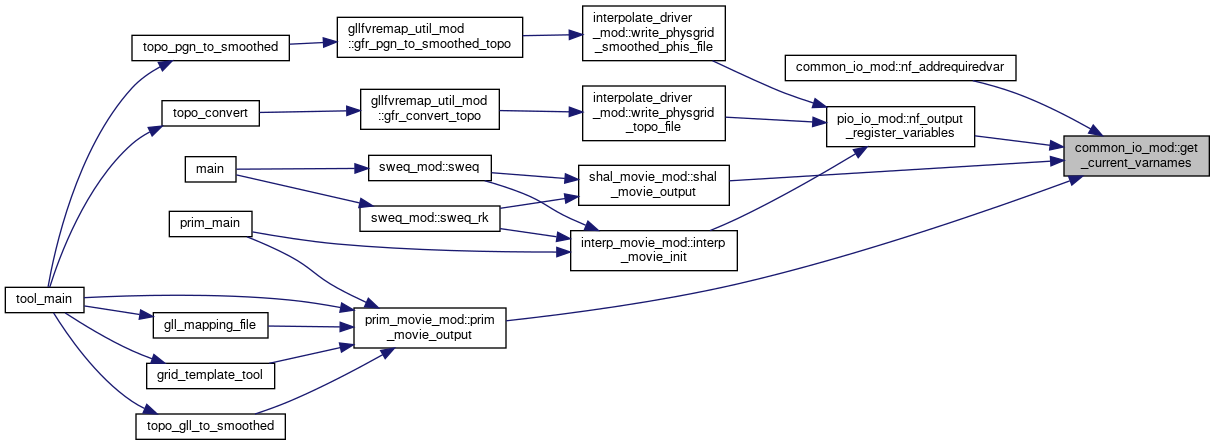 interpolate_driver
_mod::write_physgrid
_smoothed_phis_file
gllfvremap_util_mod
::gfr_pgn_to_smoothed_topo
topo_pgn_to_smoothed
common_io_mod::nf_addrequiredvar
interpolate_driver
_mod::write_physgrid
_topo_file
gllfvremap_util_mod
::gfr_convert_topo
topo_convert
pio_io_mod::nf_output
_register_variables
common_io_mod::get
_current_varnames
main
sweq_mod::sweq
shal_movie_mod::shal
_movie_output
sweq_mod::sweq_rk
prim_main
interp_movie_mod::interp
_movie_init
tool_main
gll_mapping_file
prim_movie_mod::prim
_movie_output
grid_template_tool
topo_gll_to_smoothed